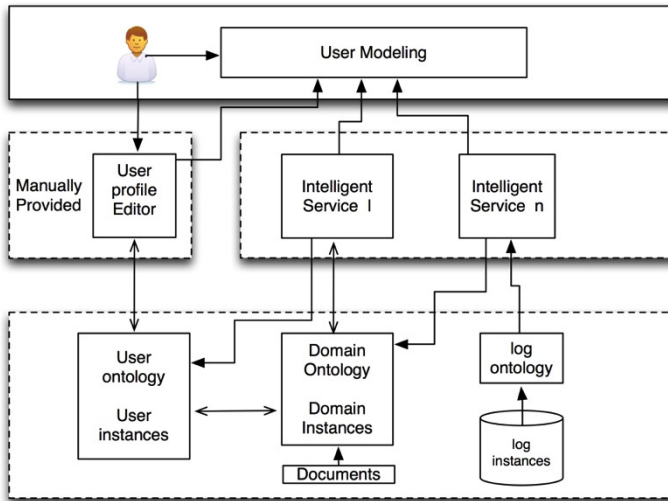 User Modeling
Manually
Provided
User
profile
Editor
Intelligent
Service I
Intelligent
Service n
User
ontology
User
instances
Domain
Ontology
Domain
Instances
Documents
log
ontology
log
instances